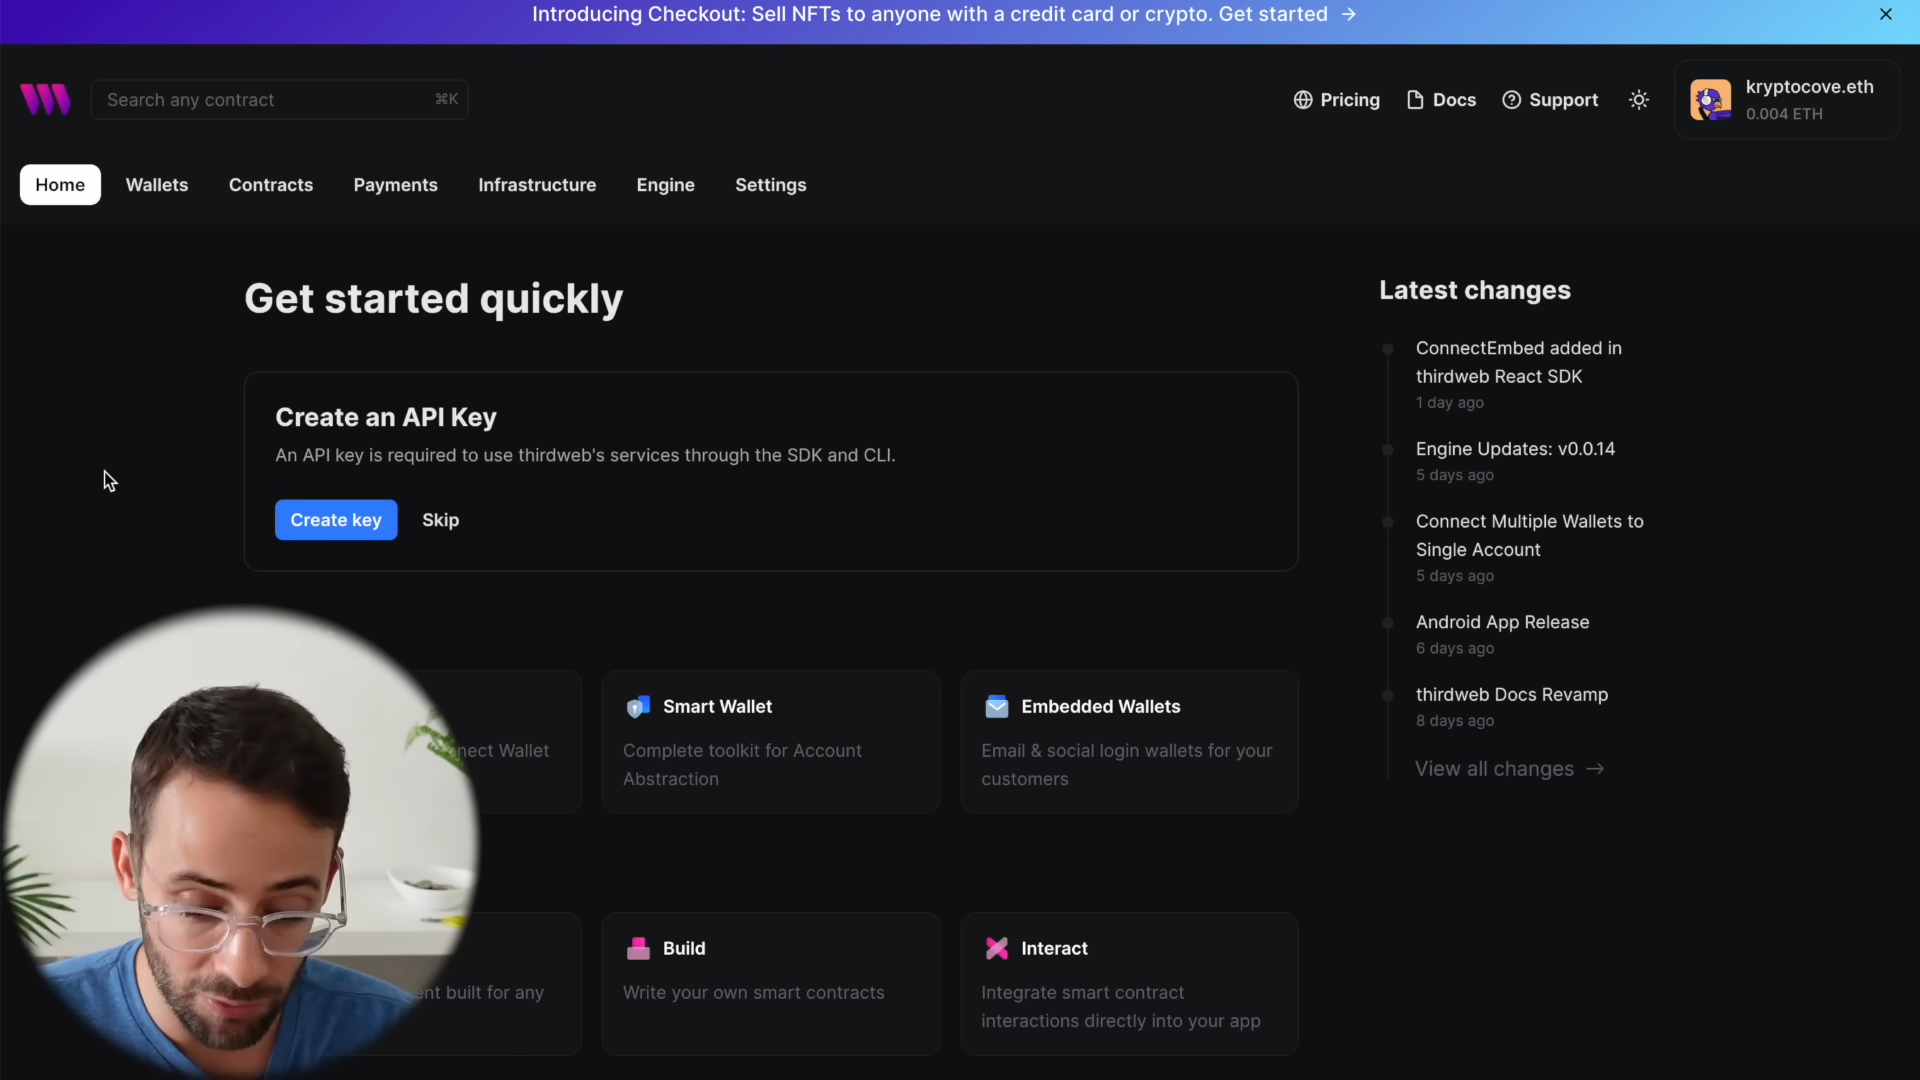 Introducing Checkout: Sell NFTs to anyone with a credit card or crypto. Get started →
Search any contract ⌘K
Pricing
Docs
Support
kryptocove.eth
0.004 ETH
Home
Wallets
Contracts
Payments
Infrastructure
Engine
Settings
Get started quickly
Create an API Key
An API key is required to use thirdweb's services through the SDK and CLI.
Create key
Skip
Latest changes
ConnectEmbed added in
thirdweb React SDK
1 day ago
Engine Updates: v0.0.14
5 days ago
Connect Multiple Wallets to
Single Account
5 days ago
Android App Release
6 days ago
thirdweb Docs Revamp
8 days ago
View all changes →
Wallet
Smart Wallet
Complete toolkit for Account
Abstraction
Embedded Wallets
Email & social login wallets for your
customers
built for any
Build
Write your own smart contracts
Interact
Integrate smart contract
interactions directly into your app